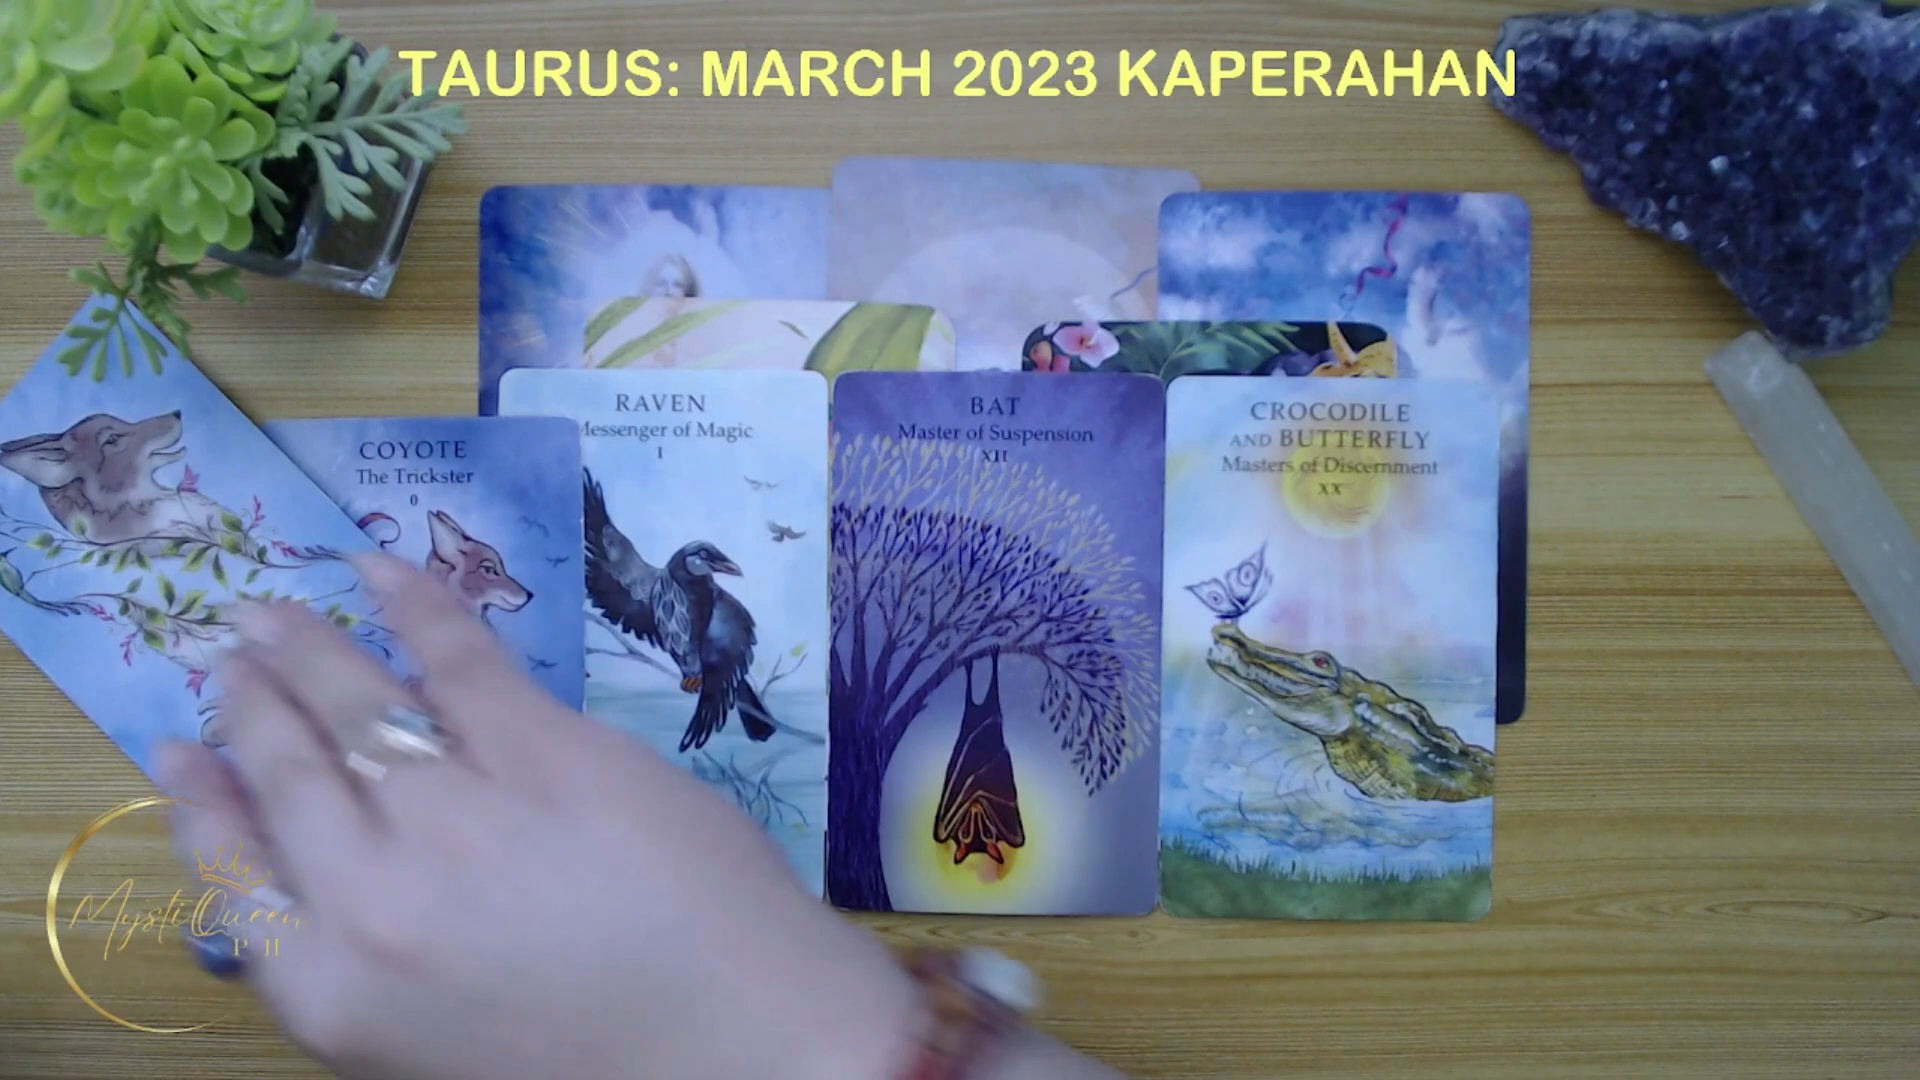 TAURUS: MARCH 2023 KAPERAHAN
COYOTE
The Trickster
0
RAVEN
Messenger of Magic
I
BAT
Master of Suspension
XII
CROCODILE
AND BUTTERFLY
Masters of Discernment
XX
MystiQueen